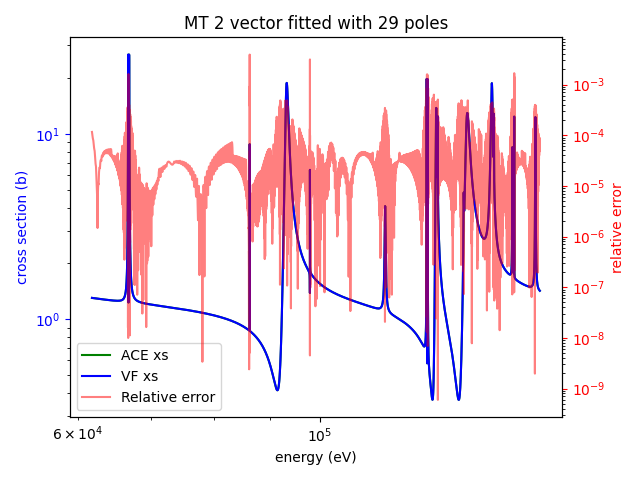 MT 2 vector fitted with 29 poles
cross section (b)
10¹
10⁰
10⁻³
10⁻⁴
10⁻⁵
10⁻⁶
10⁻⁷
10⁻⁸
10⁻⁹
relative error
ACE xs
VF xs
Relative error
6 × 10⁴
10⁵
energy (eV)